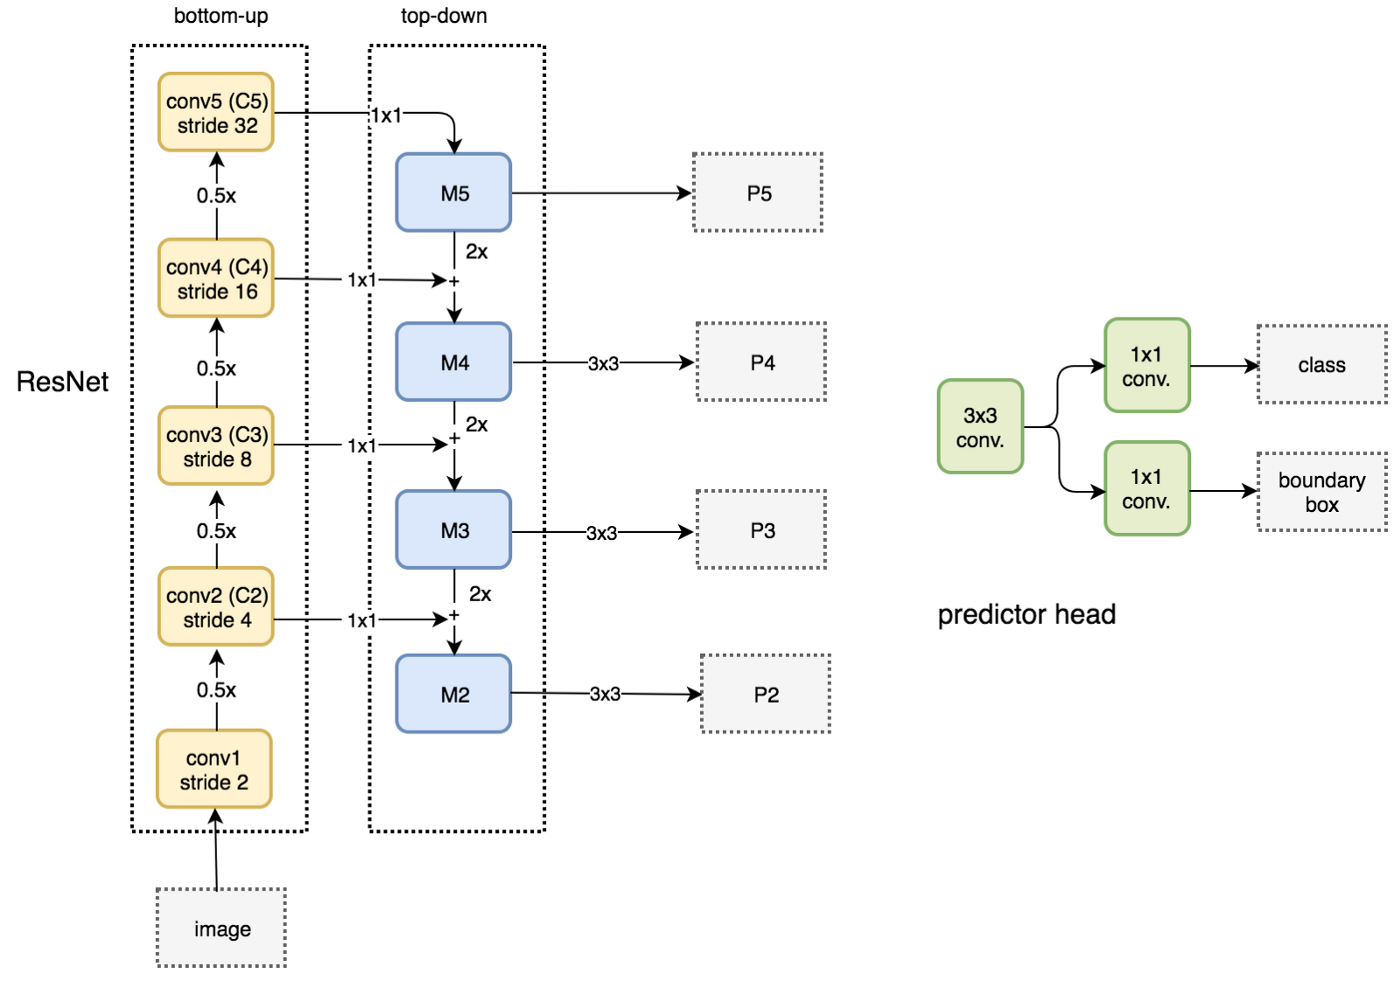 bottom-up
top-down
conv5 (C5)
stride 32
1x1
M5
P5
0.5x
2x
conv4 (C4)
stride 16
1x1
+
M4
3x3
P4
0.5x
ResNet
2x
conv3 (C3)
stride 8
1x1
+
M3
3x3
P3
0.5x
2x
conv2 (C2)
stride 4
1x1
+
M2
3x3
P2
0.5x
conv1
stride 2
image
3x3
conv.
1x1
conv.
class
1x1
conv.
boundary
box
predictor head